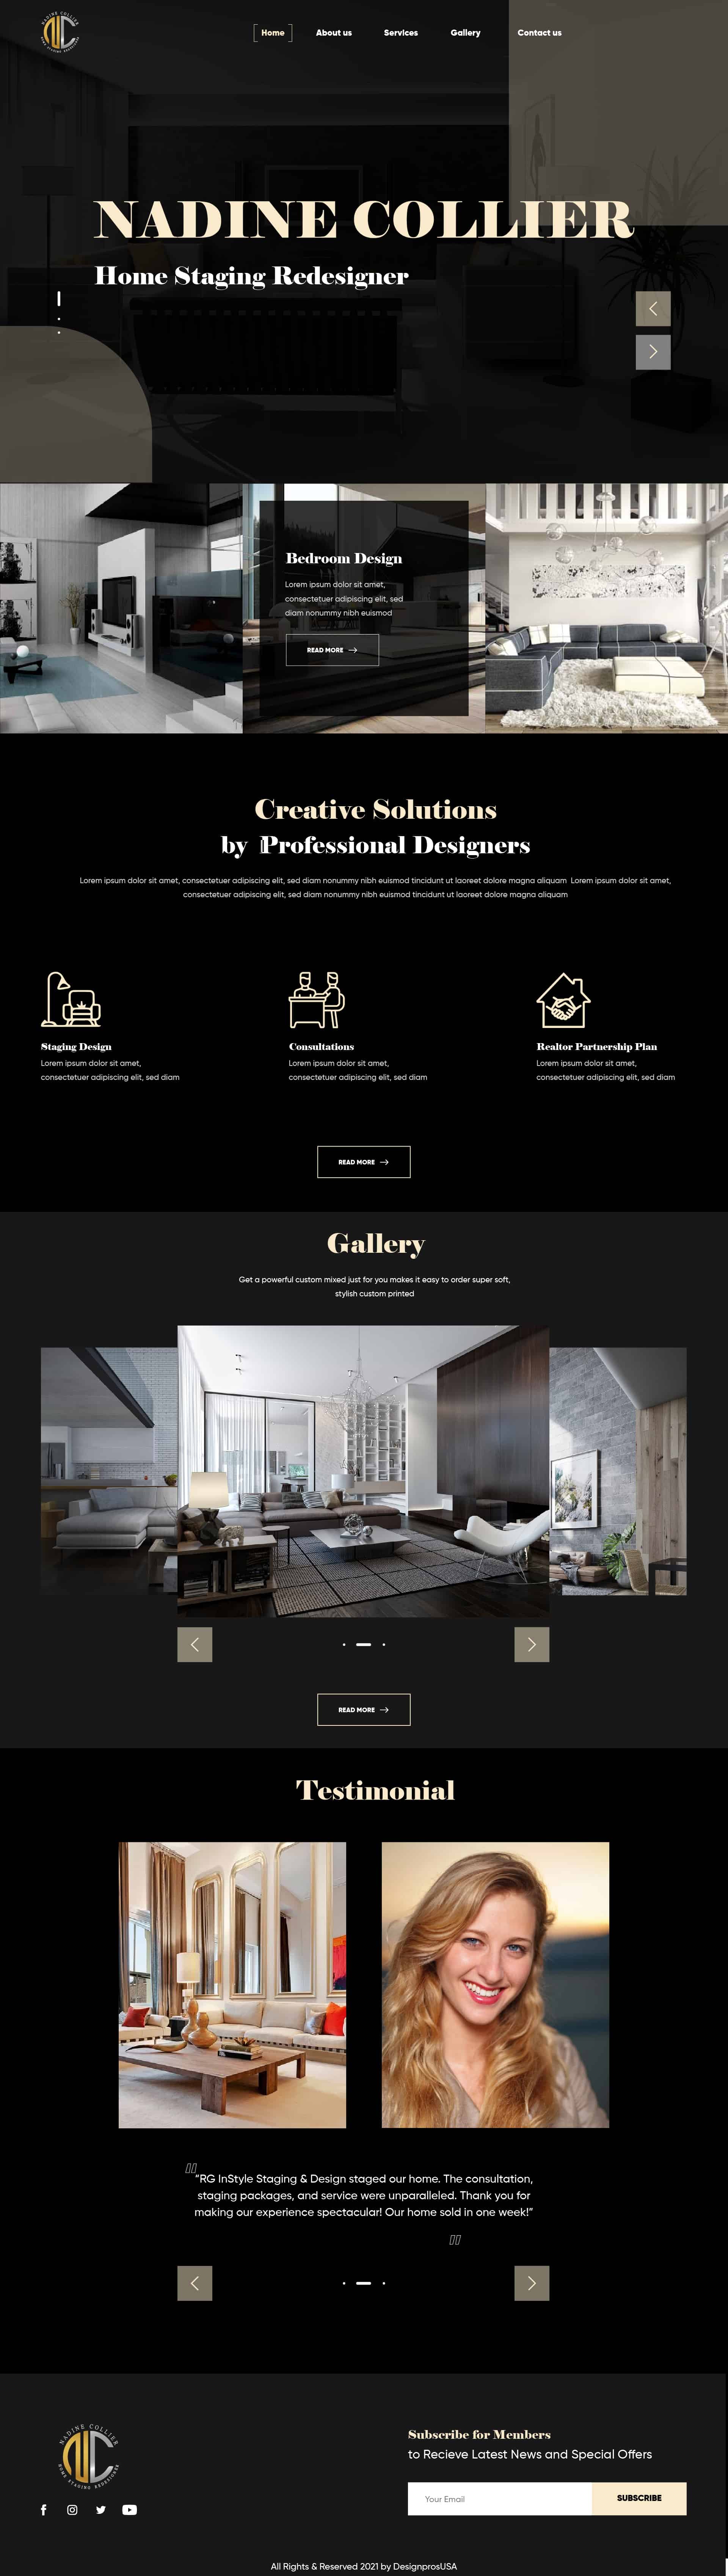 NADINE COLLIER
Home
About us
Services
Gallery
Contact us
NADINE COLLIER
Home Staging Redesigner
Bedroom Design
Lorem ipsum dolor sit amet,
consectetuer adipiscing elit, sed
diam nonummy nibh euismod
READ MORE
Creative Solutions
by Professional Designers
Lorem ipsum dolor sit amet, consectetuer adipiscing elit, sed diam nonummy nibh euismod tincidunt ut laoreet dolore magna aliquam Lorem ipsum dolor sit amet,
consectetuer adipiscing elit, sed diam nonummy nibh euismod tincidunt ut laoreet dolore magna aliquam
Staging Design
Lorem ipsum dolor sit amet,
consectetuer adipiscing elit, sed diam
Consultations
Lorem ipsum dolor sit amet,
consectetuer adipiscing elit, sed diam
Realtor Partnership Plan
Lorem ipsum dolor sit amet,
consectetuer adipiscing elit, sed diam
READ MORE
Gallery
Get a powerful custom mixed just for you makes it easy to order super soft,
stylish custom printed
READ MORE
Testimonial
“RG InStyle Staging & Design staged our home. The consultation,
staging packages, and service were unparalleled. Thank you for
making our experience spectacular! Our home sold in one week!”
NADINE COLLIER
HOME STAGING REDESIGNER
Subscribe for Members
to Recieve Latest News and Special Offers
Your Email
SUBSCRIBE
All Rights & Reserved 2021 by DesignprosUSA